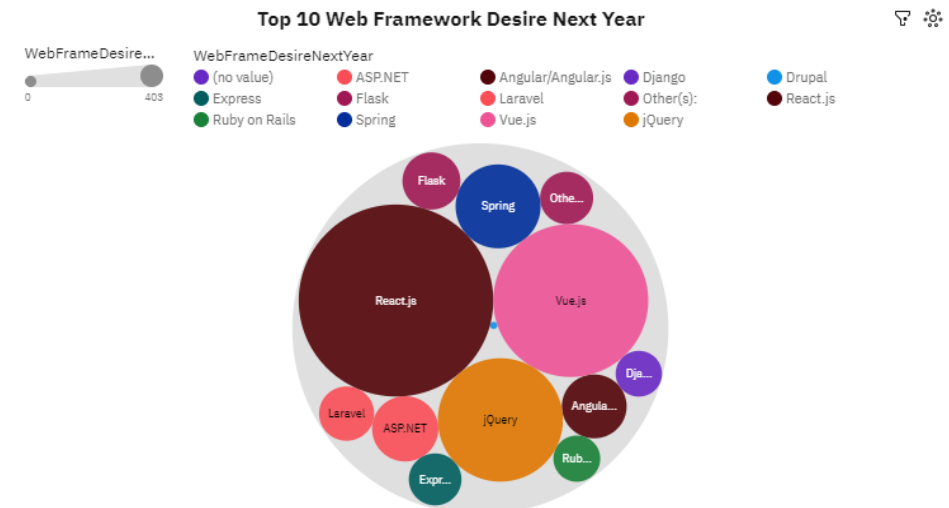 Top 10 Web Framework Desire Next Year
WebFrameDesire...
0 403
WebFrameDesireNextYear
(no value) ASP.NET Angular/Angular.js Django Drupal
Express Flask Laravel Other(s): React.js
Ruby on Rails Spring Vue.js jQuery
Flask
Spring
Othe...
React.js
Vue.js
Dja...
Laravel
ASP.NET
jQuery
Angula...
Rub...
Expr...